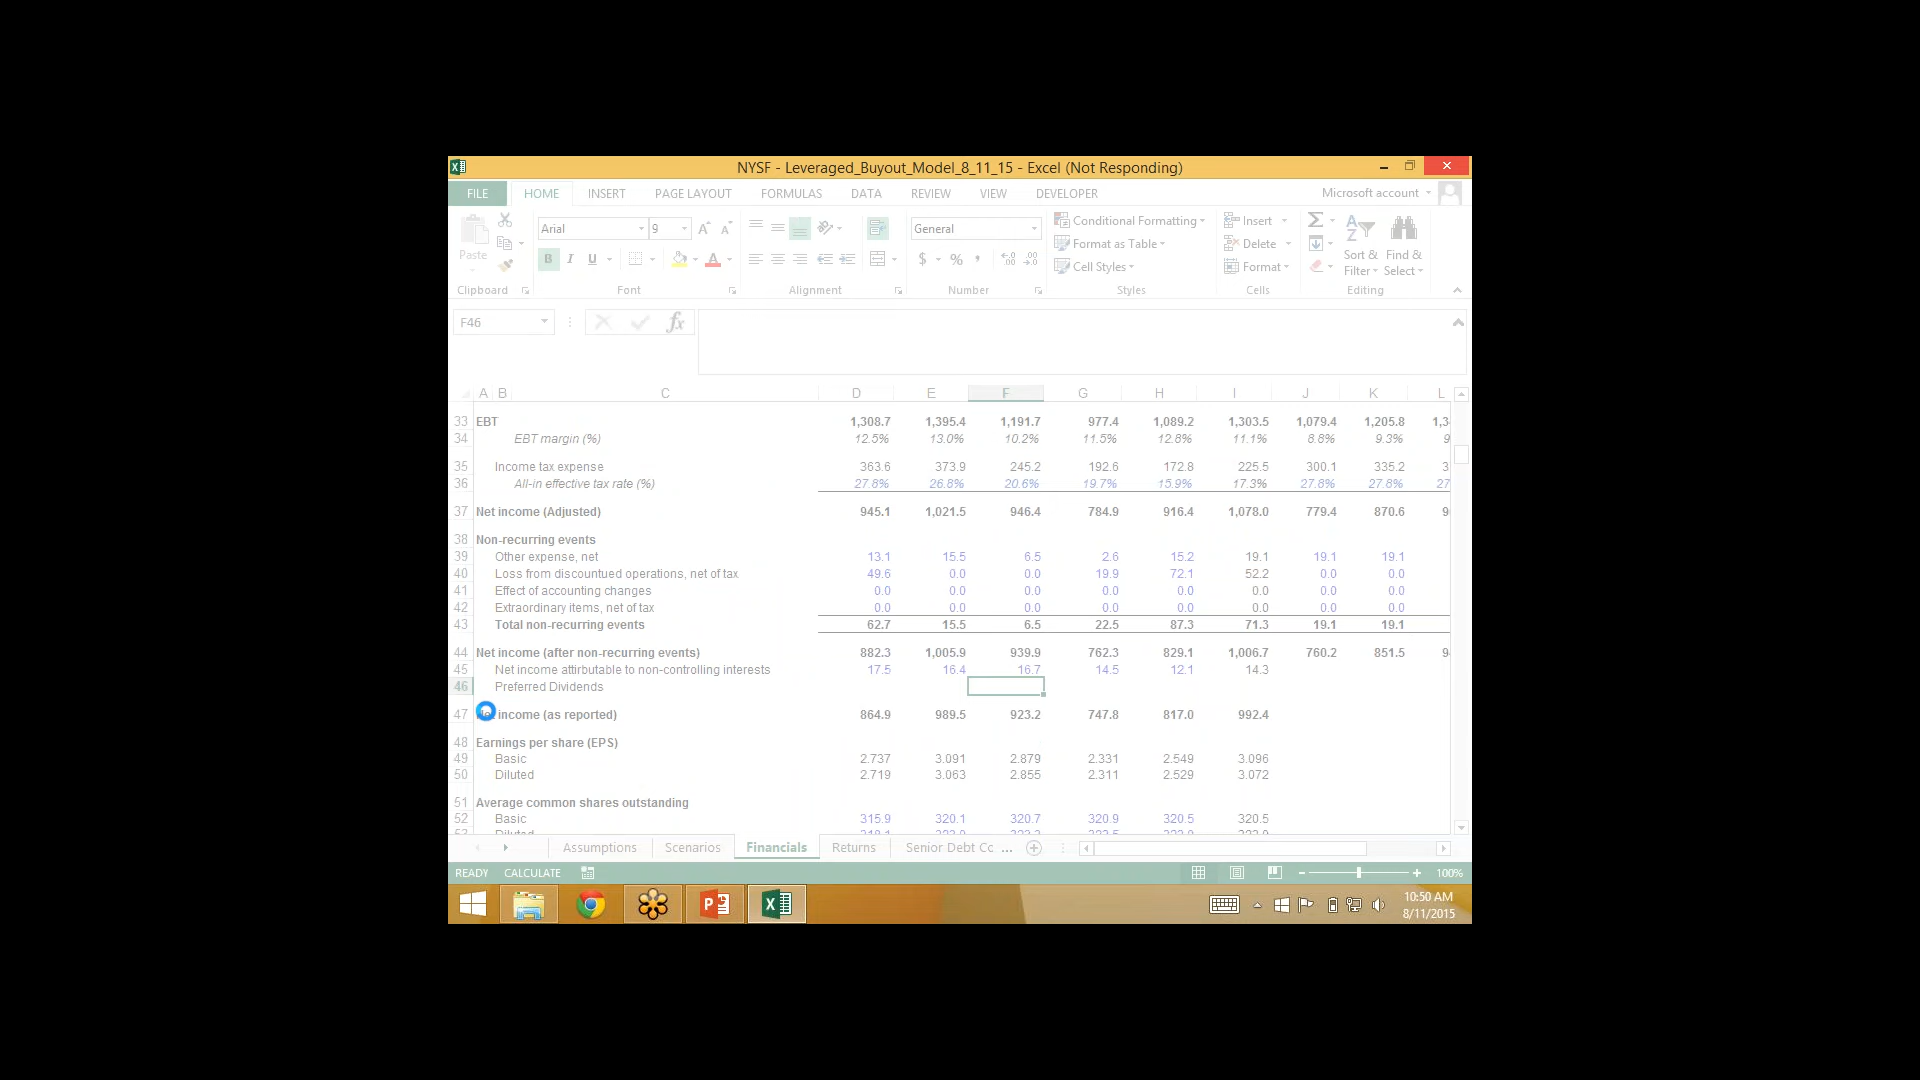 NYSF - Leveraged_Buyout_Model_8_11_15 - Excel (Not Responding)
FILE HOME INSERT PAGE LAYOUT FORMULAS DATA REVIEW VIEW DEVELOPER Microsoft account
Paste Arial 9 A A General Conditional Formatting Insert
Format as Table Delete Sort & Find &
B I U A $ % , Cell Styles Format Filter Select
Clipboard Font Alignment Number Styles Cells Editing
F46 fx
A B C D E F G H I J K L
33 EBT 1,308.7 1,395.4 1,191.7 977.4 1,089.2 1,303.5 1,079.4 1,205.8 1,3
34 EBT margin (%) 12.5% 13.0% 10.2% 11.5% 12.8% 11.1% 8.8% 9.3% 9
35 Income tax expense 363.6 373.9 245.2 192.6 172.8 225.5 300.1 335.2 3
36 All-in effective tax rate (%) 27.8% 26.8% 20.6% 19.7% 15.9% 17.3% 27.8% 27.8% 27
37 Net income (Adjusted) 945.1 1,021.5 946.4 784.9 916.4 1,078.0 779.4 870.6 9
38 Non-recurring events
39 Other expense, net 13.1 15.5 6.5 2.6 15.2 19.1 19.1 19.1
40 Loss from discountued operations, net of tax 49.6 0.0 0.0 19.9 72.1 52.2 0.0 0.0
41 Effect of accounting changes 0.0 0.0 0.0 0.0 0.0 0.0 0.0 0.0
42 Extraordinary items, net of tax 0.0 0.0 0.0 0.0 0.0 0.0 0.0 0.0
43 Total non-recurring events 62.7 15.5 6.5 22.5 87.3 71.3 19.1 19.1
44 Net income (after non-recurring events) 882.3 1,005.9 939.9 762.3 829.1 1,006.7 760.2 851.5 9
45 Net income attirbutable to non-controlling interests 17.5 16.4 16.7 14.5 12.1 14.3
46 Preferred Dividends
47 income (as reported) 864.9 989.5 923.2 747.8 817.0 992.4
48 Earnings per share (EPS)
49 Basic 2.737 3.091 2.879 2.331 2.549 3.096
50 Diluted 2.719 3.063 2.855 2.311 2.529 3.072
51 Average common shares outstanding
52 Basic 315.9 320.1 320.7 320.9 320.5 320.5
Assumptions Scenarios Financials Returns Senior Debt Cc ...
READY CALCULATE 100%
10:50 AM
8/11/2015